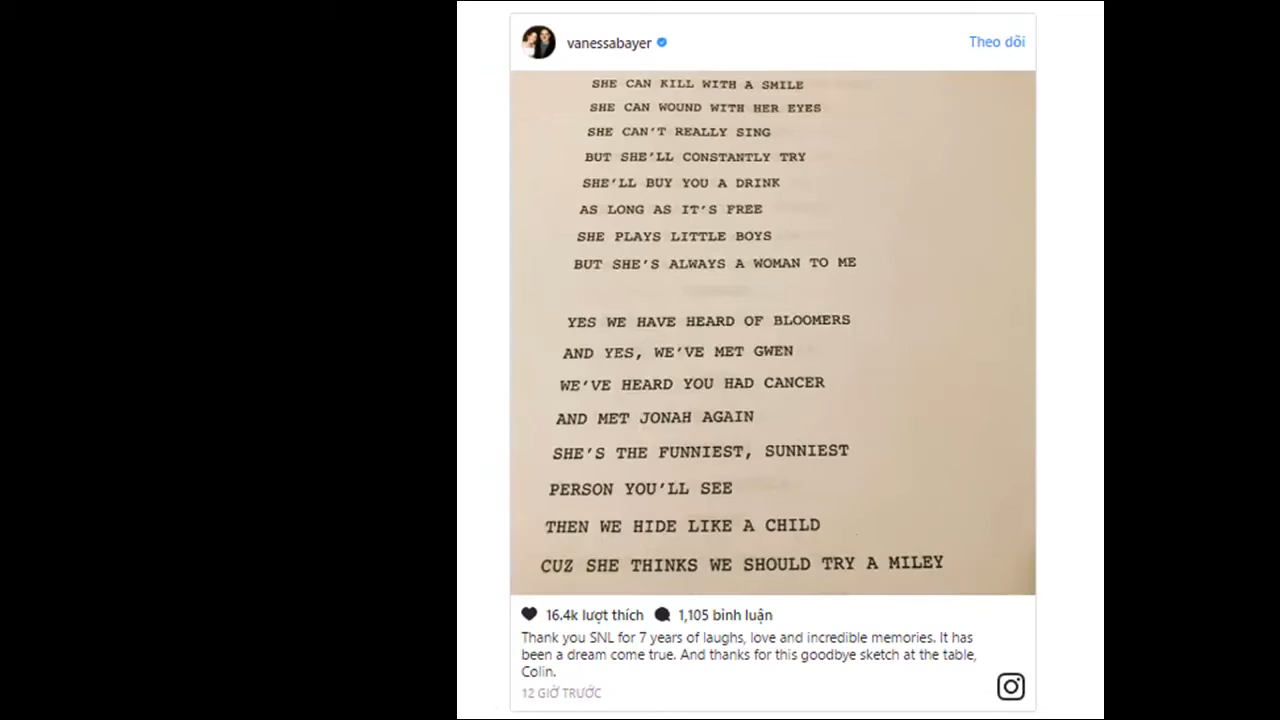 vanessabayer
Theo dõi
SHE CAN KILL WITH A SMILE
SHE CAN WOUND WITH HER EYES
SHE CAN'T REALLY SING
BUT SHE'LL CONSTANTLY TRY
SHE'LL BUY YOU A DRINK
AS LONG AS IT'S FREE
SHE PLAYS LITTLE BOYS
BUT SHE'S ALWAYS A WOMAN TO ME
YES WE HAVE HEARD OF BLOOMERS
AND YES, WE'VE MET GWEN
WE'VE HEARD YOU HAD CANCER
AND MET JONAH AGAIN
SHE'S THE FUNNIEST, SUNNIEST
PERSON YOU'LL SEE
THEN WE HIDE LIKE A CHILD
CUZ SHE THINKS WE SHOULD TRY A MILEY
16.4k lượt thích 1,105 bình luận
Thank you SNL for 7 years of laughs, love and incredible memories. It has
been a dream come true. And thanks for this goodbye sketch at the table,
Colin.
12 GIỜ TRƯỚC